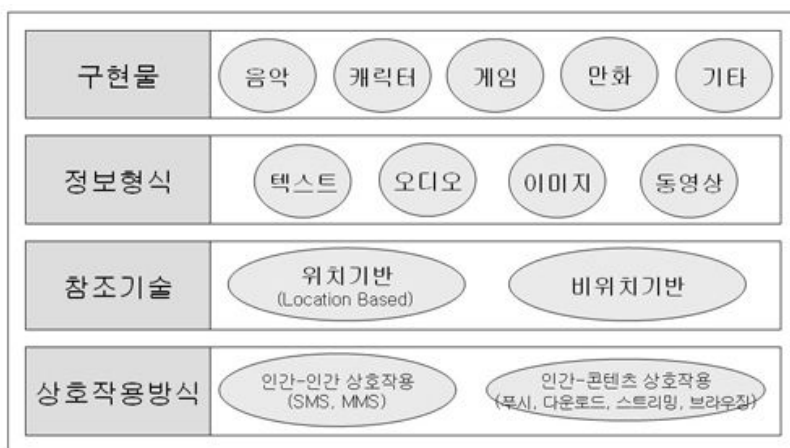 구현물
음악 캐릭터 게임 만화 기타
정보형식
텍스트 오디오 이미지 동영상
참조기술
위치기반
(Location Based)
비위치기반
상호작용방식
인간-인간 상호작용
(SMS, MMS)
인간-콘텐츠 상호작용
(푸시, 다운로드, 스트리밍, 브라우징)